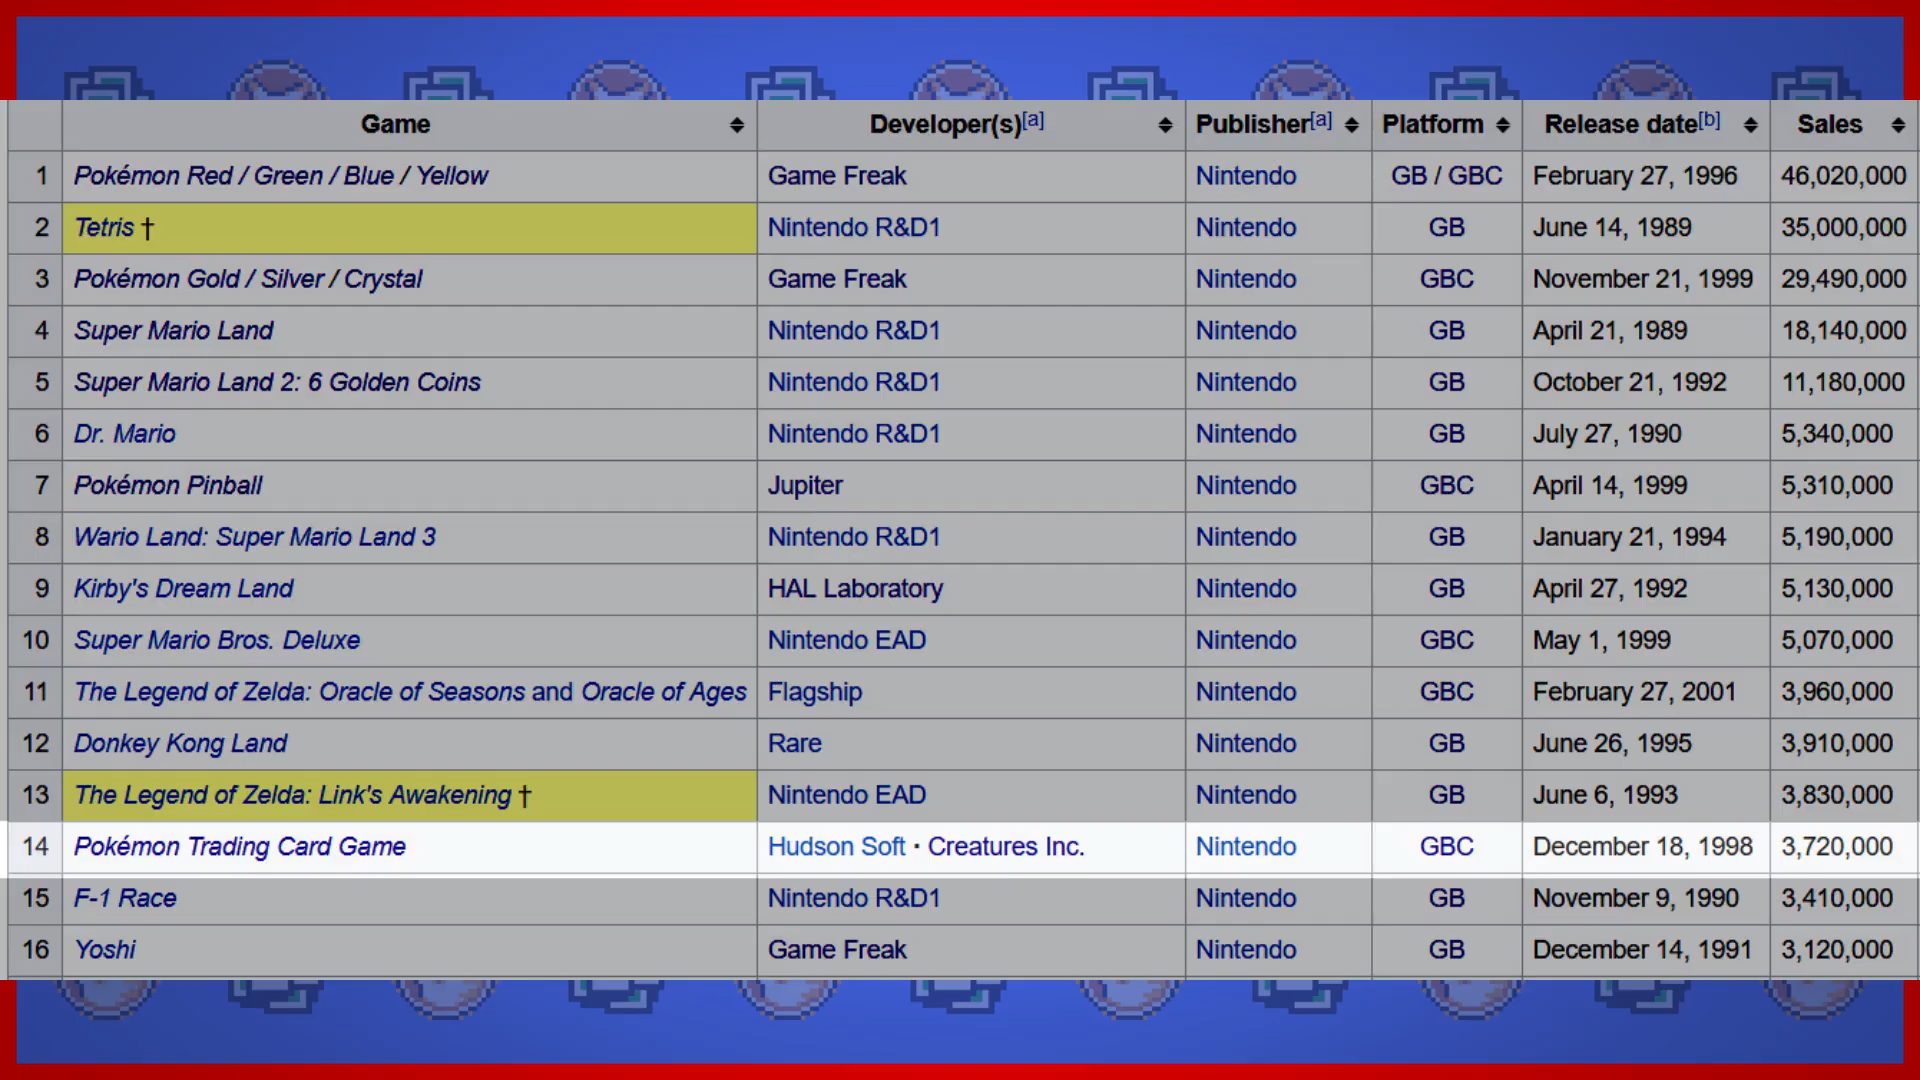 Game Developer(s)[a] Publisher[a] Platform Release date[b] Sales
1 Pokémon Red / Green / Blue / Yellow Game Freak Nintendo GB / GBC February 27, 1996 46,020,000
2 Tetris † Nintendo R&D1 Nintendo GB June 14, 1989 35,000,000
3 Pokémon Gold / Silver / Crystal Game Freak Nintendo GBC November 21, 1999 29,490,000
4 Super Mario Land Nintendo R&D1 Nintendo GB April 21, 1989 18,140,000
5 Super Mario Land 2: 6 Golden Coins Nintendo R&D1 Nintendo GB October 21, 1992 11,180,000
6 Dr. Mario Nintendo R&D1 Nintendo GB July 27, 1990 5,340,000
7 Pokémon Pinball Jupiter Nintendo GBC April 14, 1999 5,310,000
8 Wario Land: Super Mario Land 3 Nintendo R&D1 Nintendo GB January 21, 1994 5,190,000
9 Kirby's Dream Land HAL Laboratory Nintendo GB April 27, 1992 5,130,000
10 Super Mario Bros. Deluxe Nintendo EAD Nintendo GBC May 1, 1999 5,070,000
11 The Legend of Zelda: Oracle of Seasons and Oracle of Ages Flagship Nintendo GBC February 27, 2001 3,960,000
12 Donkey Kong Land Rare Nintendo GB June 26, 1995 3,910,000
13 The Legend of Zelda: Link's Awakening † Nintendo EAD Nintendo GB June 6, 1993 3,830,000
14 Pokémon Trading Card Game Hudson Soft · Creatures Inc. Nintendo GBC December 18, 1998 3,720,000
15 F-1 Race Nintendo R&D1 Nintendo GB November 9, 1990 3,410,000
16 Yoshi Game Freak Nintendo GB December 14, 1991 3,120,000